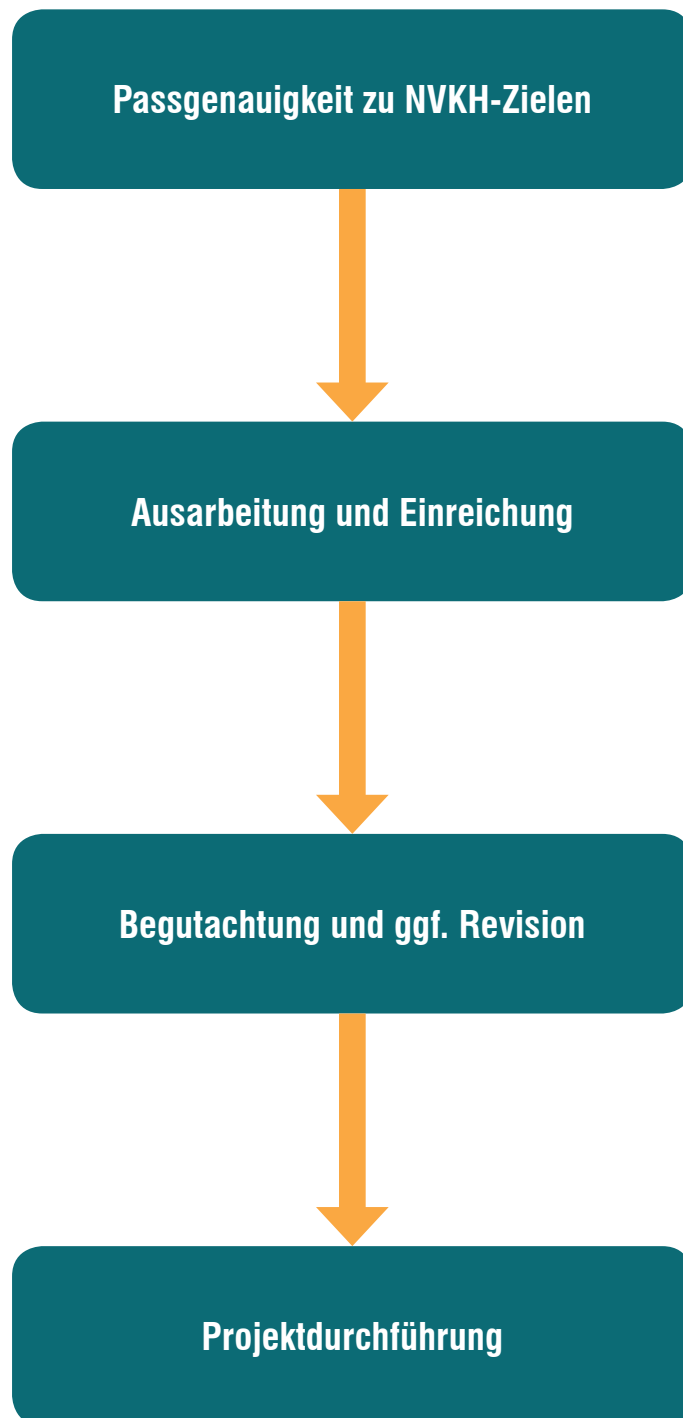 Passgenauigkeit zu NVKH-Zielen
Ausarbeitung und Einreichung
Begutachtung und ggf. Revision
Projektdurchführung